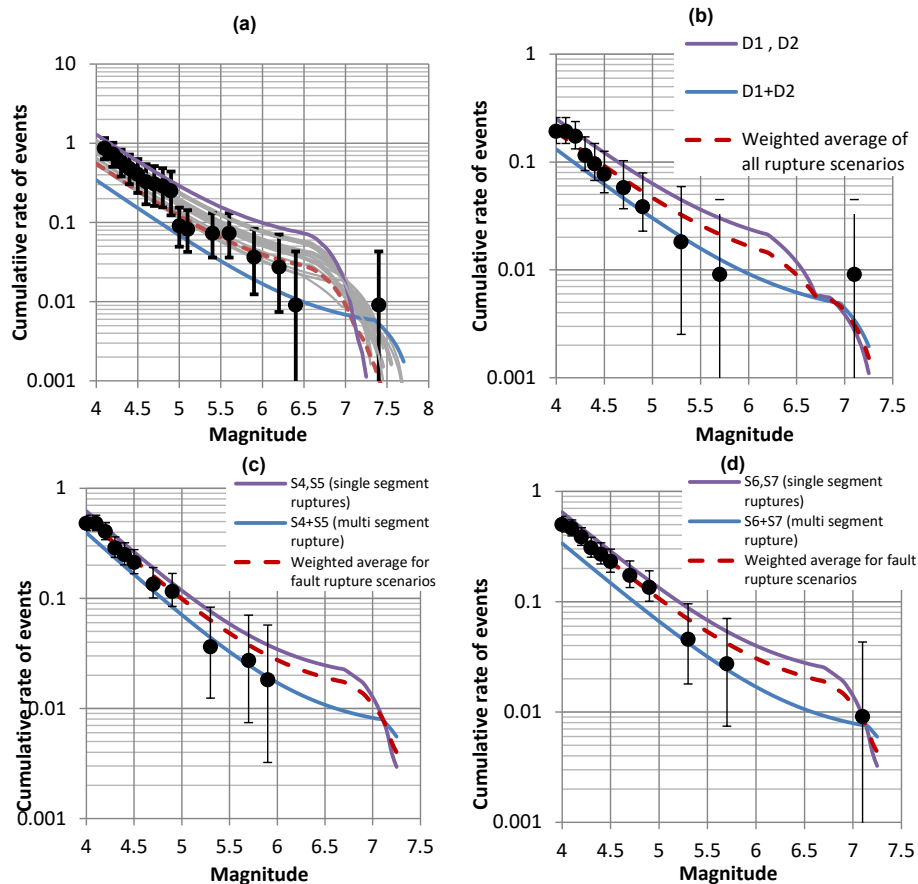 (a)
Cumulative rate of events
10
1
0.1
0.01
0.001
4 4.5 5 5.5 6 6.5 7 7.5 8
Magnitude
(b)
Cumulative rate of events
1
0.1
0.01
0.001
4 4.5 5 5.5 6 6.5 7 7.5
Magnitude
D1 , D2
D1+D2
Weighted average of
all rupture scenarios
(c)
Cumulative rate of events
1
0.1
0.01
0.001
4 4.5 5 5.5 6 6.5 7 7.5
Magnitude
S4,S5 (single segment
ruptures)
S4+S5 (multi segment
rupture)
Weighted average for
fault rupture scenarios
(d)
Cumulative rate of events
1
0.1
0.01
0.001
4 4.5 5 5.5 6 6.5 7 7.5
Magnitude
S6,S7 (single segment
ruptures)
S6+S7 (multi segment
rupture)
Weighted average for fault
rupture scenarios